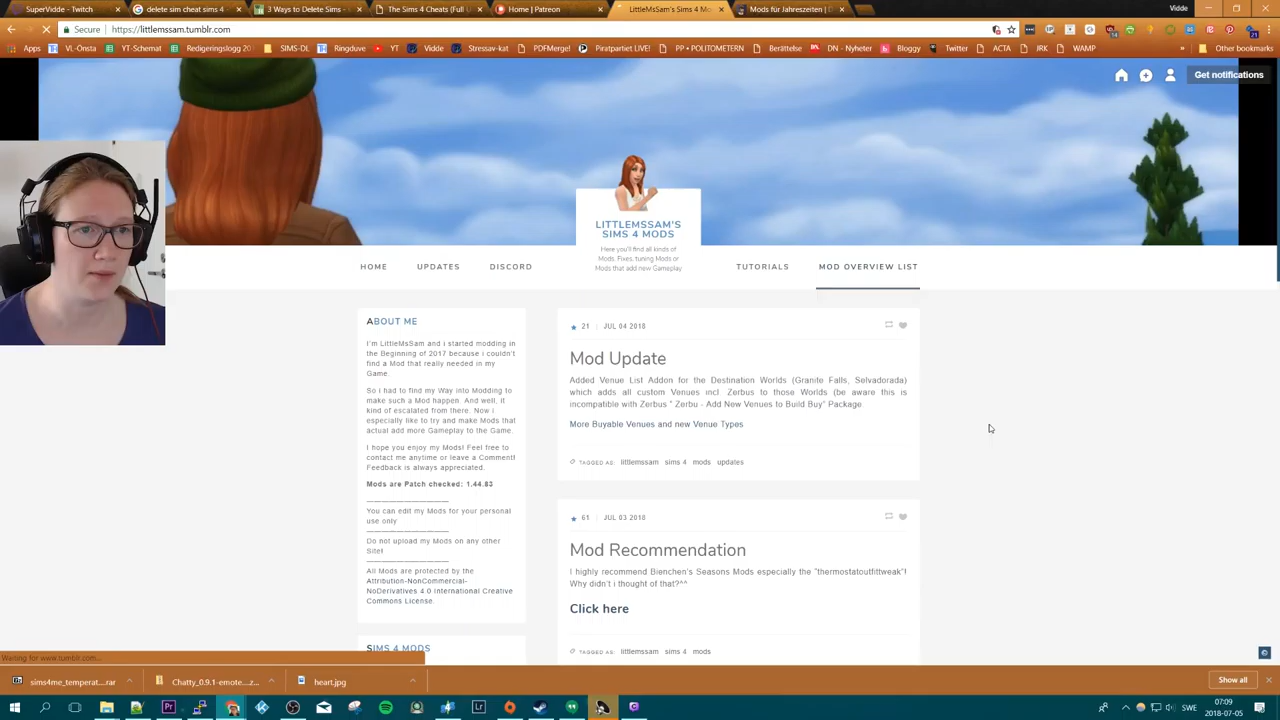 SuperVidde - Twitch
delete sim cheat sims 4 -
3 Ways to Delete Sims -
The Sims 4 Cheats (Full
Home | Patreon
LittleMsSam's Sims 4 Mo
Mods für Jahreszeiten | D
Vidde
Secure
https://littlemssam.tumblr.com
Apps
VL-Önsta
YT-Schemat
Redigeringslogg 20
SIMS-DL
Ringduve
YT
Vidde
Stressav-kat
PDFMerge!
Piratpartiet LIVE!
PP • POLITOMETERN
Berättelse
DN - Nyheter
Bloggy
Twitter
ACTA
JRK
WAMP
Other bookmarks
Get notifications
LITTLEMSSAM'S
SIMS 4 MODS
Here you'll find all kinds of
Mods. Fixes, tuning Mods or
Mods that add new Gameplay.
HOME
UPDATES
DISCORD
TUTORIALS
MOD OVERVIEW LIST
ABOUT ME
I'm LittleMsSam and i started modding in
the Beginning of 2017 because i couldn't
find a Mod that really needed in my
Game.
So i had to find my Way into Modding to
make such a Mod happen. And well, it
kind of escalated from there. Now i
especially like to try and make Mods that
actual add more Gameplay to the Game.
I hope you enjoy my Mods! Feel free to
contact me anytime or leave a Comment!
Feedback is always appreciated.
Mods are Patch checked: 1.44.83
You can edit my Mods for your personal
use only
Do not upload my Mods on any other
Site!
All Mods are protected by the
Attribution-NonCommercial-
NoDerivatives 4.0 International Creative
Commons License.
SIMS 4 MODS
21 | JUL 04 2018
Mod Update
Added Venue List Addon for the Destination Worlds (Granite Falls, Selvadorada)
which adds all custom Venues incl. Zerbus to those Worlds (be aware this is
incompatible with Zerbus " Zerbu - Add New Venues to Build Buy" Package.
More Buyable Venues and new Venue Types
TAGGED AS: littlemssam sims 4 mods updates
61 | JUL 03 2018
Mod Recommendation
I highly recommend Bienchen's Seasons Mods especially the "thermostatoutfittweak"!
Why didn't i thought of that?^^
Click here
TAGGED AS: littlemssam sims 4 mods
Waiting for www.tumblr.com...
sims4me_temperat....rar
Chatty_0.9.1-emote....z...
heart.jpg
Show all
SWE
07:09
2018-07-05